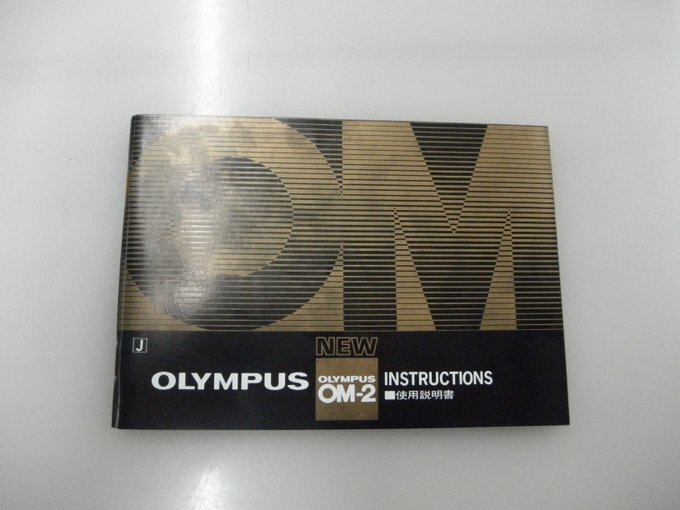 OM
J
NEW
OLYMPUS
OLYMPUS
OM-2
INSTRUCTIONS
■使用説明書